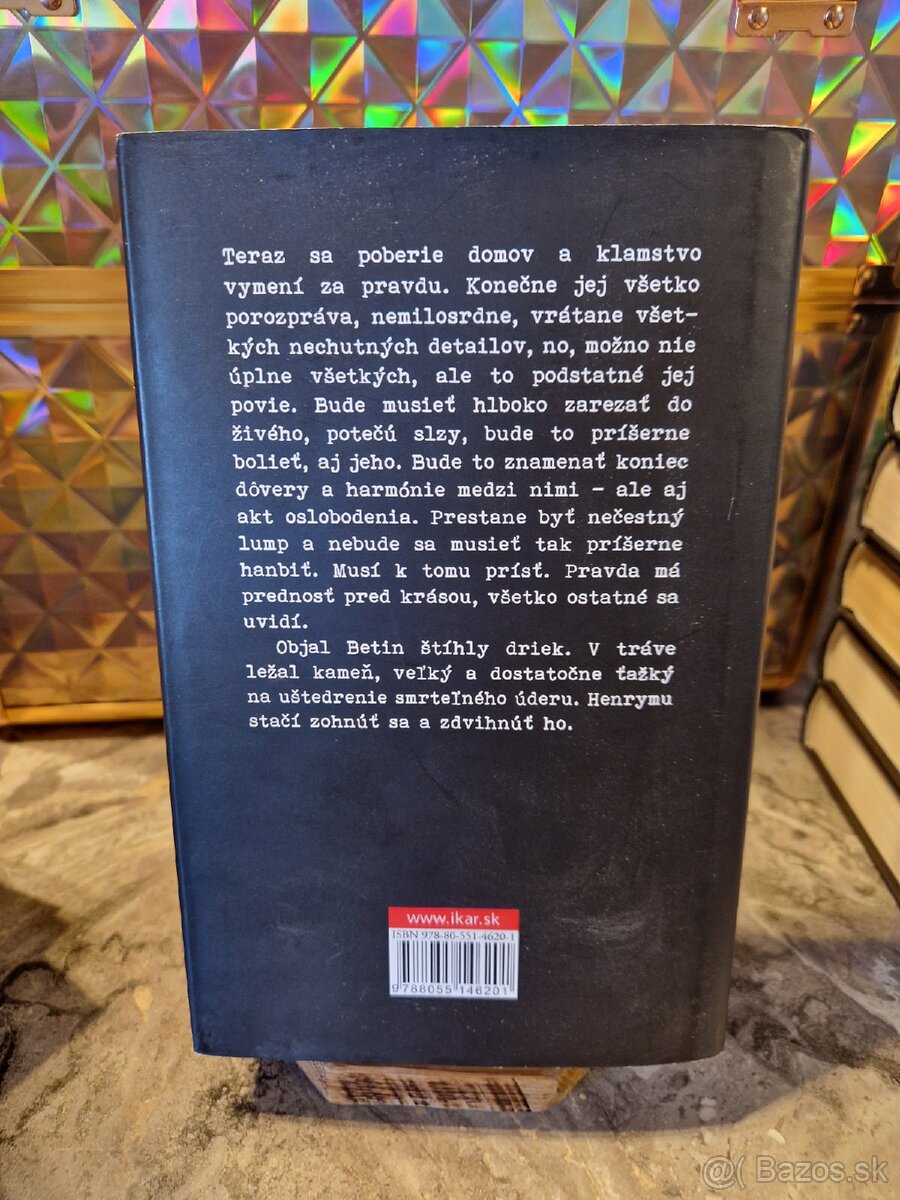 Teraz sa poberie domov a klamstvo
vymení za pravdu. Konečne jej všetko
porozpráva, nemilosrdne, vrátane všet-
kých nechutných detailov, no, možno nie
úplne všetkých, ale to podstatné jej
povie. Bude musieť hlboko zarezať do
živého, potečú slzy, bude to príšerne
bolieť, aj jeho. Bude to znamenať koniec
dôvery a harmónie medzi nimi – ale aj
akt oslobodenia. Prestane byť nečestný
lump a nebude sa musieť tak príšerne
hanbiť. Musí k tomu prísť. Pravda má
prednosť pred krásou, všetko ostatné sa
uvidí.
Objal Betin štíhly driek. V tráve
ležal kameň, veľký a dostatočne ťažký
na uštedrenie smrteľného úderu. Henrymu
stačí zohnúť sa a zdvihnúť ho.
www.ikar.sk
ISBN 978-80-551-4620-1
9788055146201
@( Bazos.sk